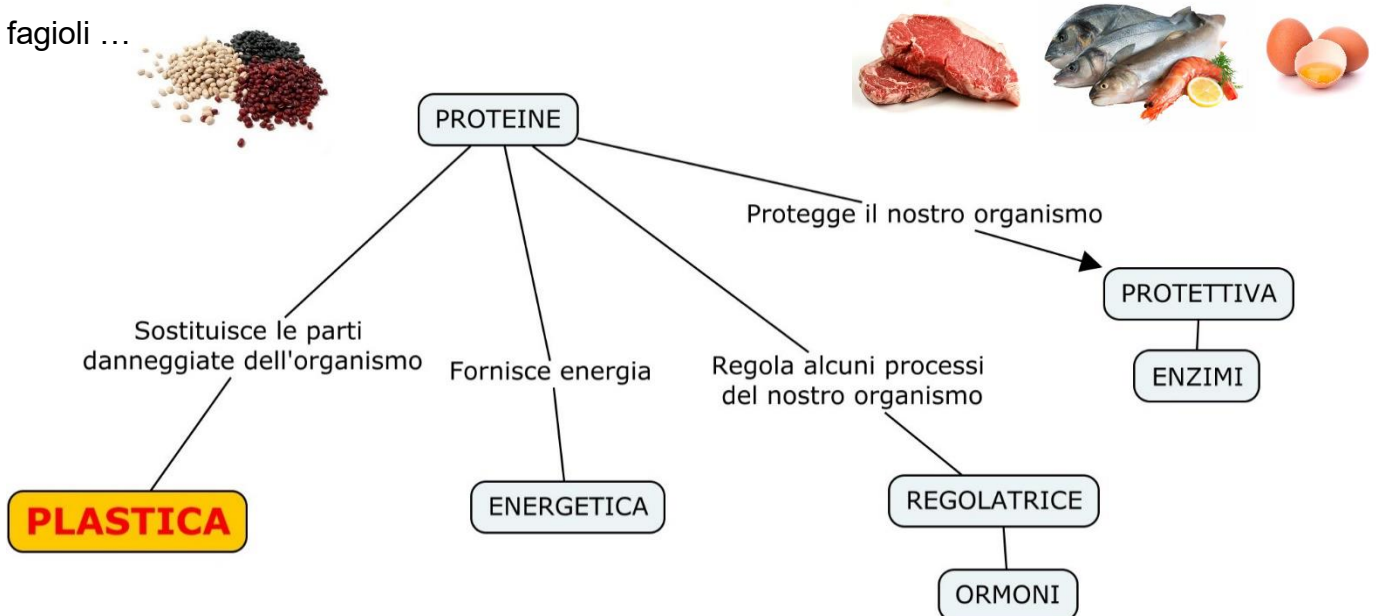 fagioli …
PROTEINE
Protegge il nostro organismo
PROTETTIVA
ENZIMI
Sostituisce le parti
danneggiate dell'organismo
Fornisce energia
Regola alcuni processi
del nostro organismo
PLASTICA
ENERGETICA
REGOLATRICE
ORMONI